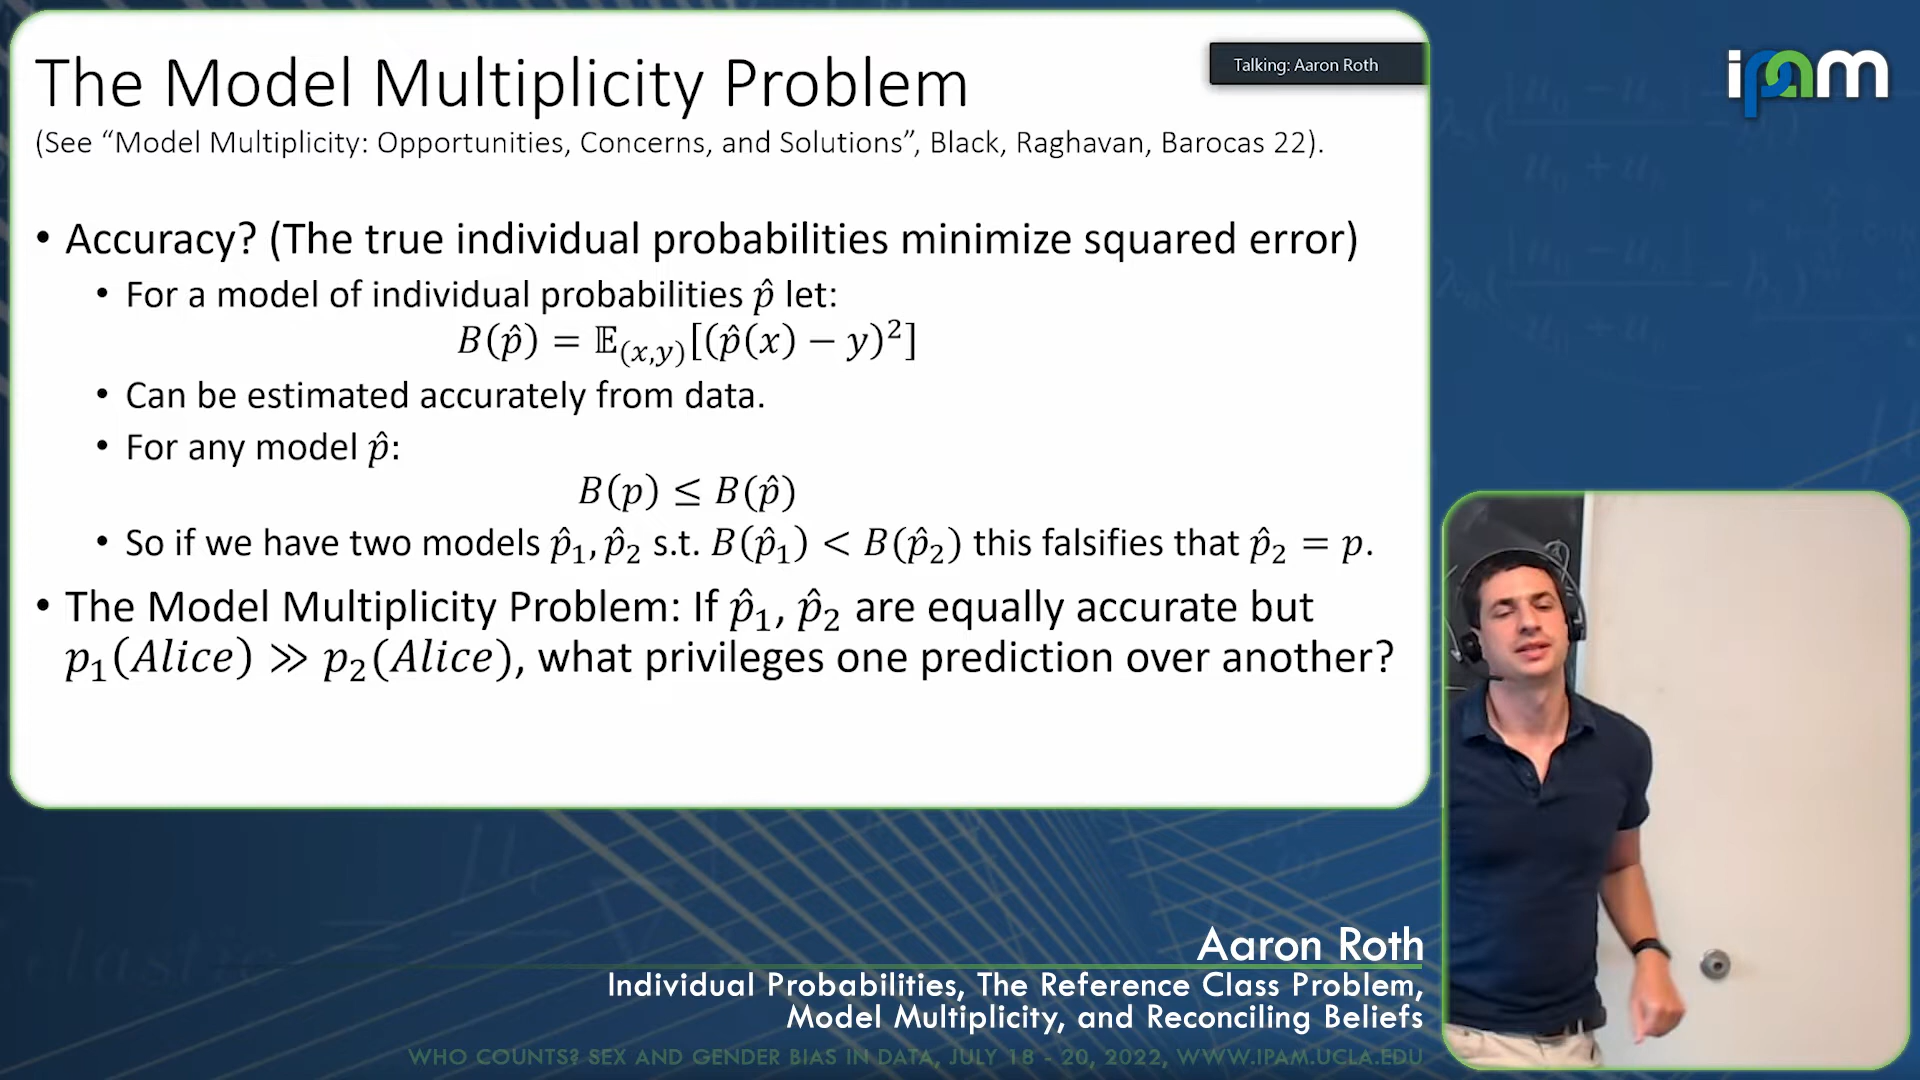 The Model Multiplicity Problem
Talking: Aaron Roth
ipam
(See “Model Multiplicity: Opportunities, Concerns, and Solutions”, Black, Raghavan, Barocas 22).
• Accuracy? (The true individual probabilities minimize squared error)
• For a model of individual probabilities p̂ let:
B(p̂) = 𝔼(x,y)[(p̂(x) − y)²]
• Can be estimated accurately from data.
• For any model p̂:
B(p) ≤ B(p̂)
• So if we have two models p̂₁, p̂₂ s.t. B(p̂₁) < B(p̂₂) this falsifies that p̂₂ = p.
• The Model Multiplicity Problem: If p̂₁, p̂₂ are equally accurate but
p₁(Alice) ≫ p₂(Alice), what privileges one prediction over another?
Aaron Roth
Individual Probabilities, The Reference Class Problem,
Model Multiplicity, and Reconciling Beliefs
WHO COUNTS? SEX AND GENDER BIAS IN DATA, JULY 18 - 20, 2022, WWW.IPAM.UCLA.EDU